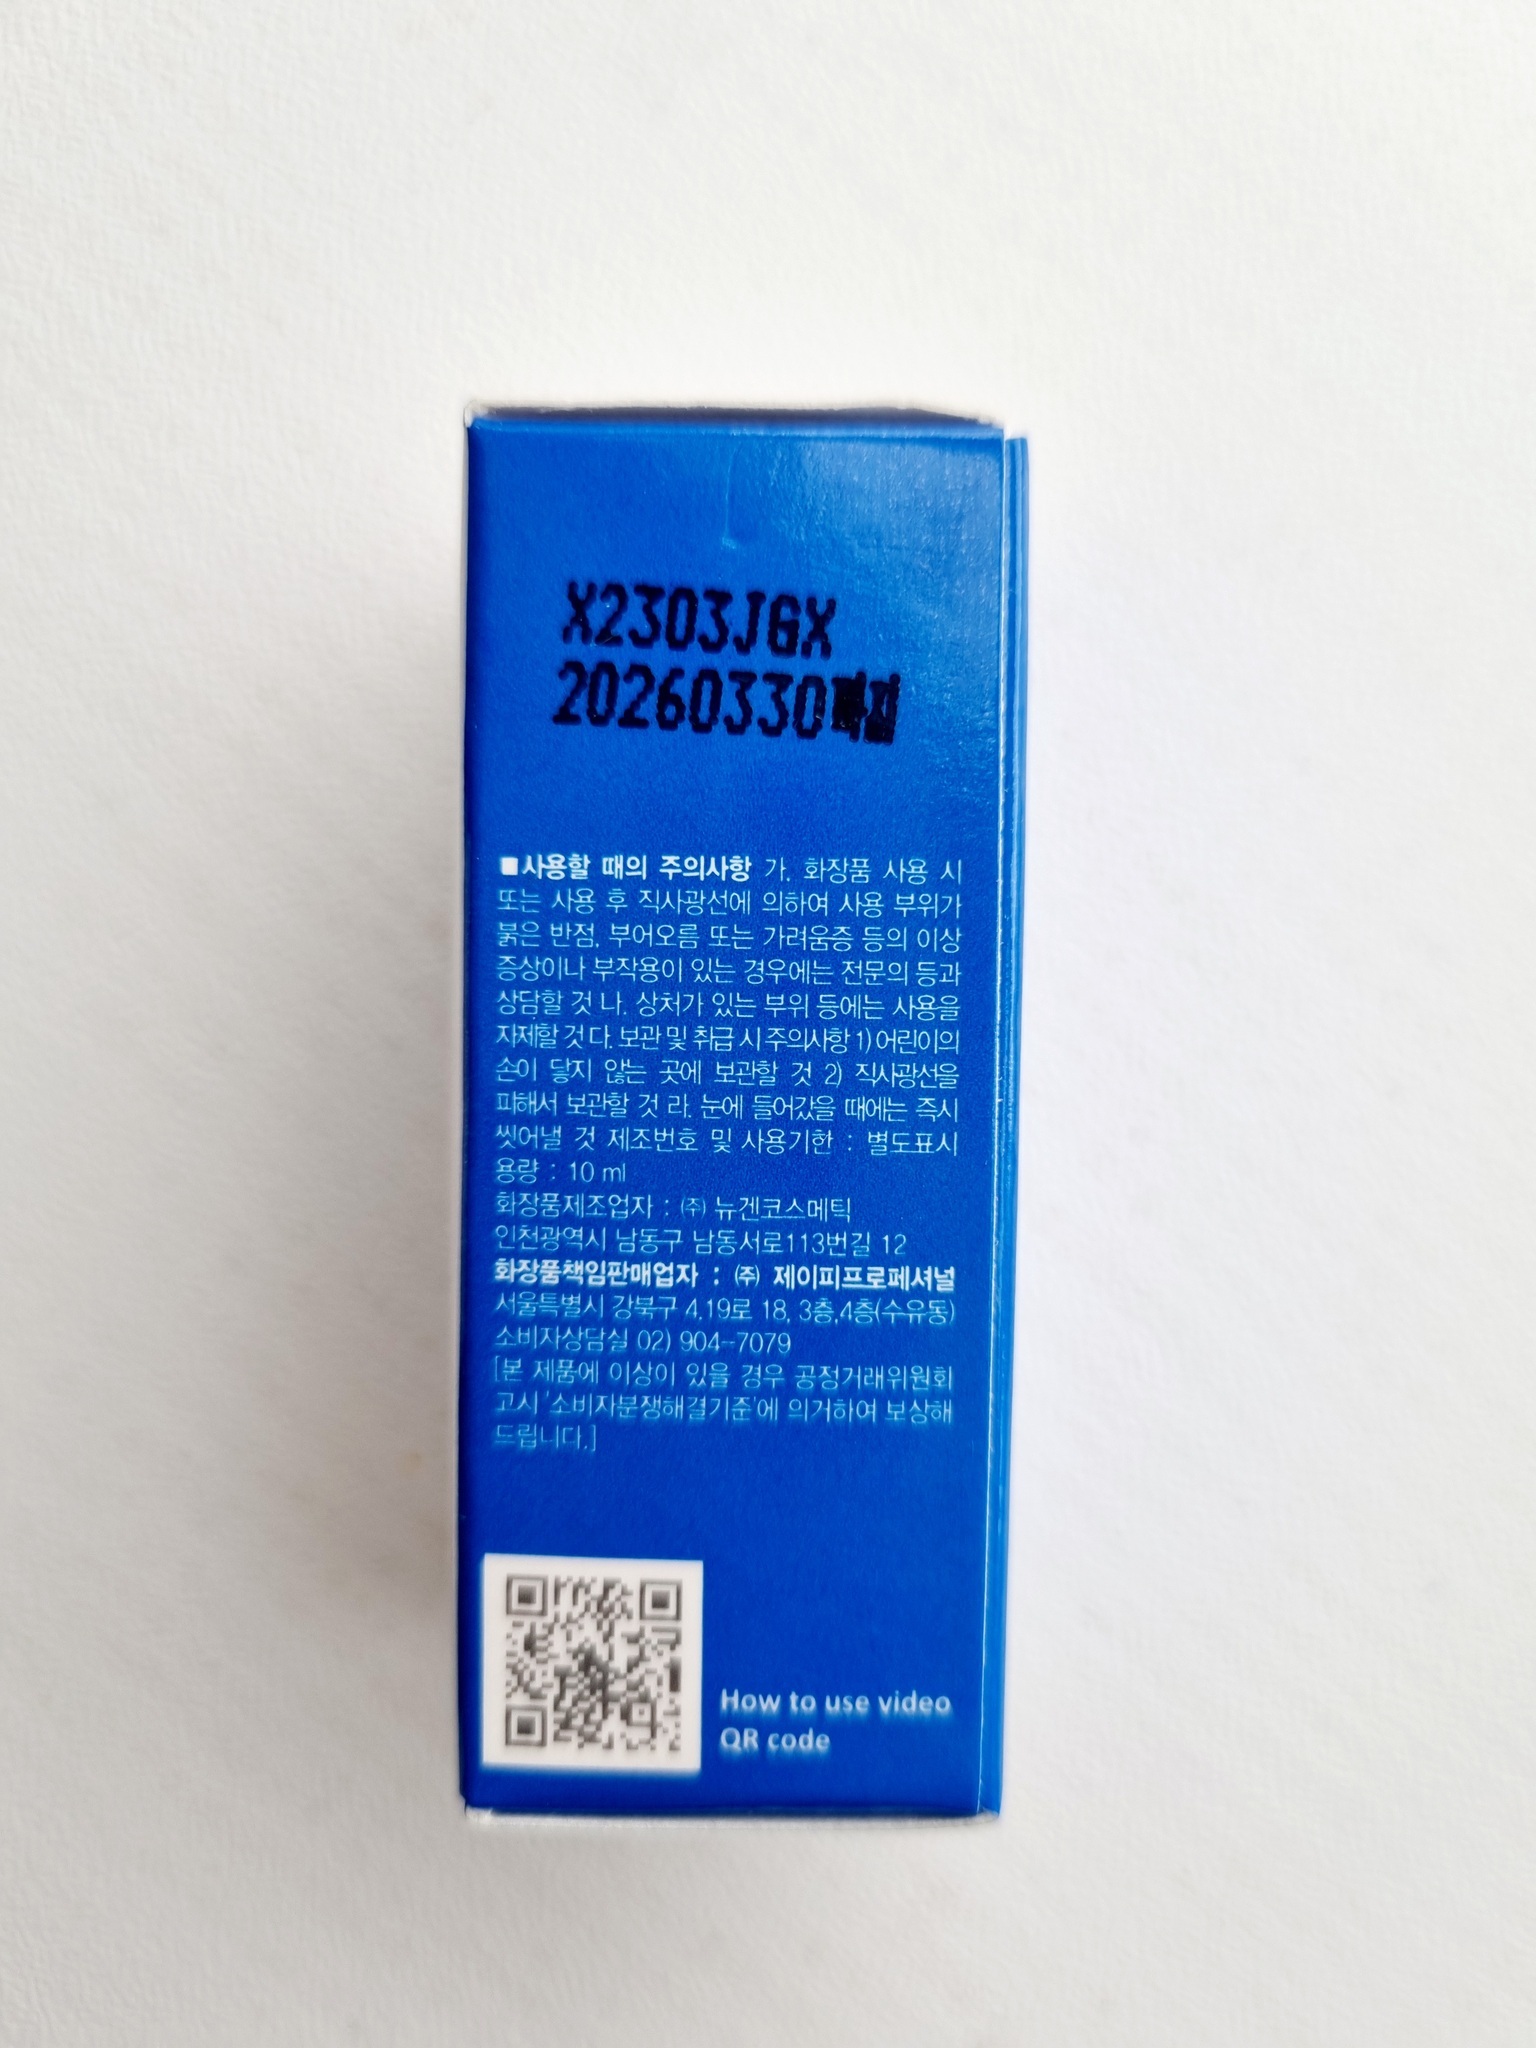 X2303JGX
20260330까지
■사용할 때의 주의사항 가. 화장품 사용 시
또는 사용 후 직사광선에 의하여 사용 부위가
붉은 반점, 부어오름 또는 가려움증 등의 이상
증상이나 부작용이 있는 경우에는 전문의 등과
상담할 것 나. 상처가 있는 부위 등에는 사용을
자제할 것 다. 보관 및 취급 시 주의사항 1) 어린이의
손이 닿지 않는 곳에 보관할 것 2) 직사광선을
피해서 보관할 것 라. 눈에 들어갔을 때에는 즉시
씻어낼 것 제조번호 및 사용기한 : 별도표시
용량 : 10 ml
화장품제조업자 : ㈜ 뉴겐코스메틱
인천광역시 남동구 남동서로113번길 12
화장품책임판매업자 : ㈜ 제이피프로페셔널
서울특별시 강북구 4.19로 18, 3층,4층(수유동)
소비자상담실 02) 904-7079
[본 제품에 이상이 있을 경우 공정거래위원회
고시 '소비자분쟁해결기준'에 의거하여 보상해
드립니다.]
How to use video
QR code